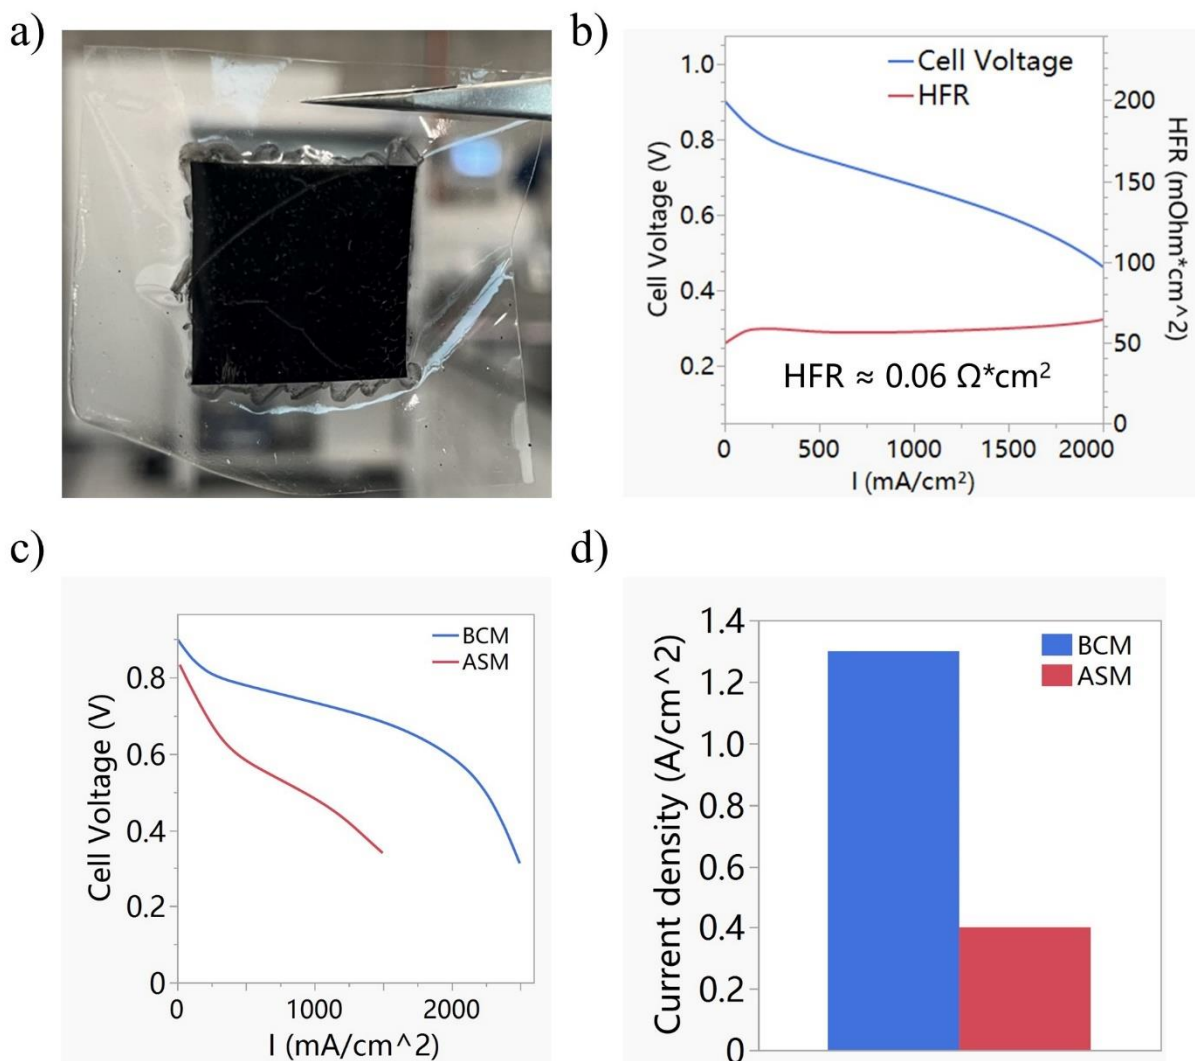 a)
b)
Cell Voltage
HFR
1.0
0.8
0.6
0.4
0.2
Cell Voltage (V)
200
150
100
50
0
HFR (mOhm*cm^2)
HFR ≈ 0.06 Ω*cm²
0 500 1000 1500 2000
I (mA/cm²)
c)
BCM
ASM
0.8
0.6
0.4
0.2
0
Cell Voltage (V)
0 1000 2000
I (mA/cm^2)
d)
BCM
ASM
1.4
1.2
1.0
0.8
0.6
0.4
0.2
0
Current density (A/cm^2)